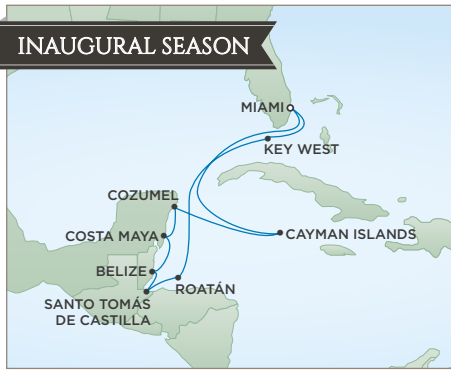 INAUGURAL SEASON
MIAMI
KEY WEST
COZUMEL
COSTA MAYA
CAYMAN ISLANDS
BELIZE
ROATÁN
SANTO TOMÁS
DE CASTILLA